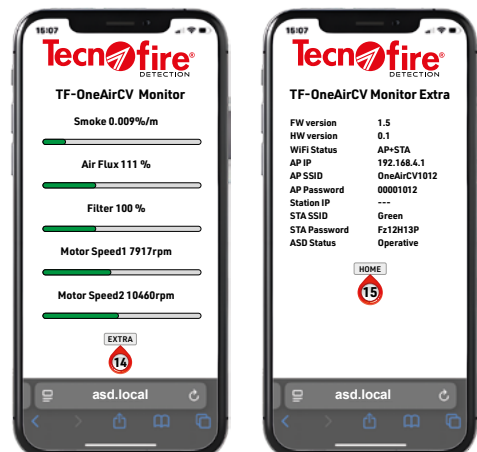 15:07
Tecnofire®
DETECTION
TF-OneAirCV Monitor
Smoke 0.009%/m
Air Flux 111 %
Filter 100 %
Motor Speed1 7917rpm
Motor Speed2 10460rpm
EXTRA
14
asd.local
15:07
Tecnofire®
DETECTION
TF-OneAirCV Monitor Extra
FW version 1.5
HW version 0.1
WiFi Status AP+STA
AP IP 192.168.4.1
AP SSID OneAirCV1012
AP Password 00001012
Station IP ---
STA SSID Green
STA Password Fz12H13P
ASD Status Operative
HOME
15
asd.local